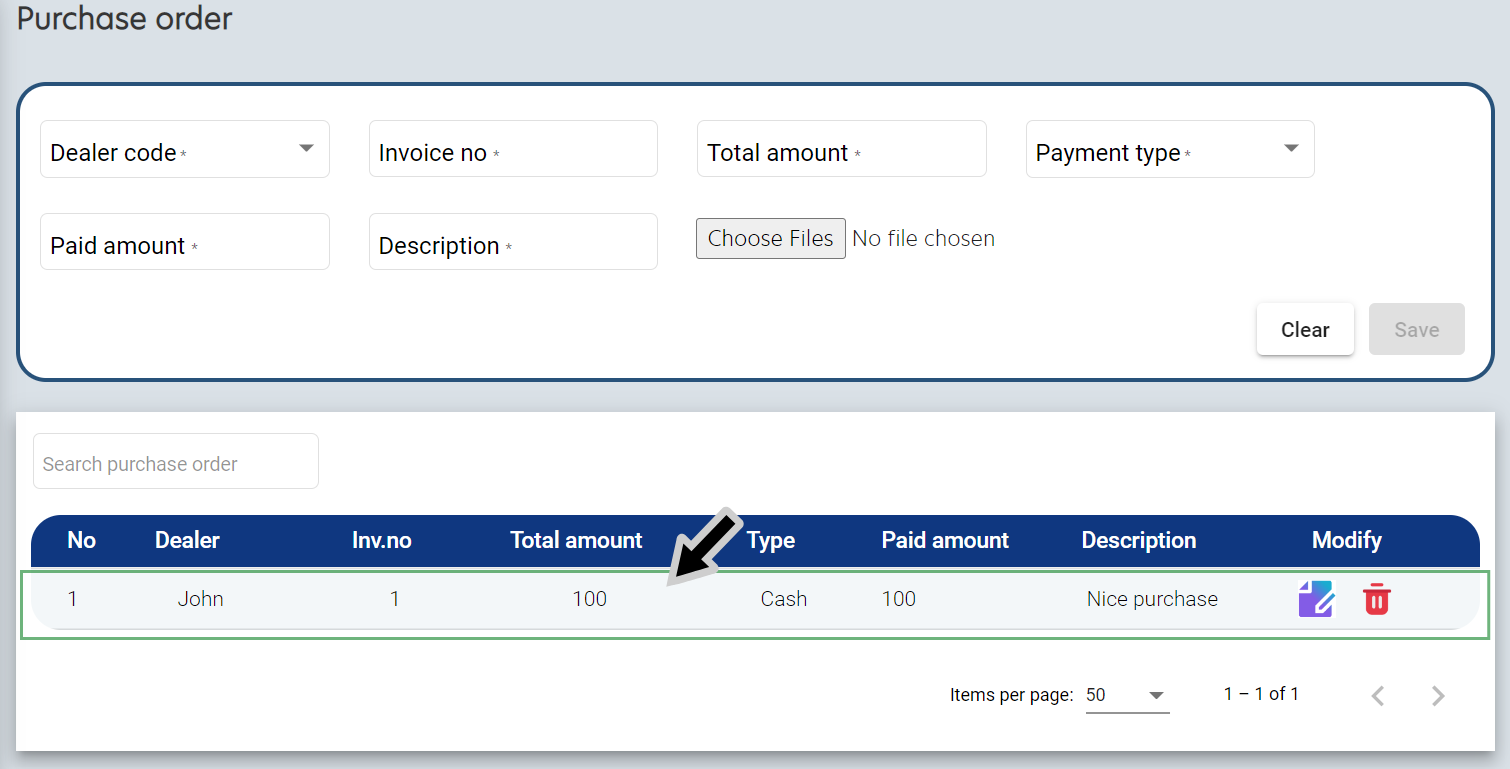 Purchase order
Dealer code * Invoice no * Total amount * Payment type *
Paid amount * Description * Choose Files No file chosen
Clear Save
Search purchase order
No Dealer Inv.no Total amount Type Paid amount Description Modify
1 John 1 100 Cash 100 Nice purchase
Items per page: 50 1 – 1 of 1